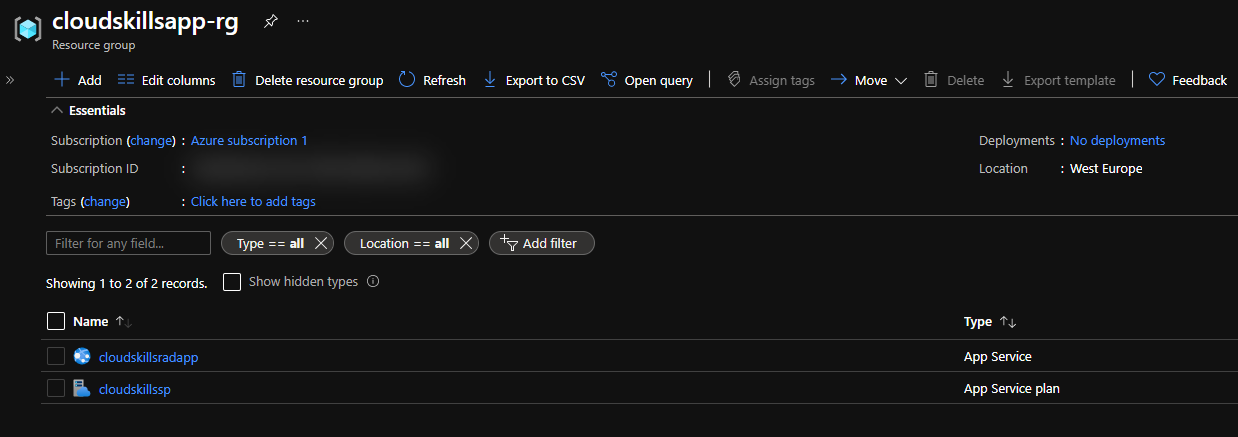 cloudskillsapp-rg
Resource group
Add Edit columns Delete resource group Refresh Export to CSV Open query Assign tags Move Delete Export template Feedback
Essentials
Subscription (change) : Azure subscription 1 Deployments : No deployments
Subscription ID : Location : West Europe
Tags (change) : Click here to add tags
Filter for any field... Type == all Location == all Add filter
Showing 1 to 2 of 2 records. Show hidden types
Name Type
cloudskillsradapp App Service
cloudskillssp App Service plan